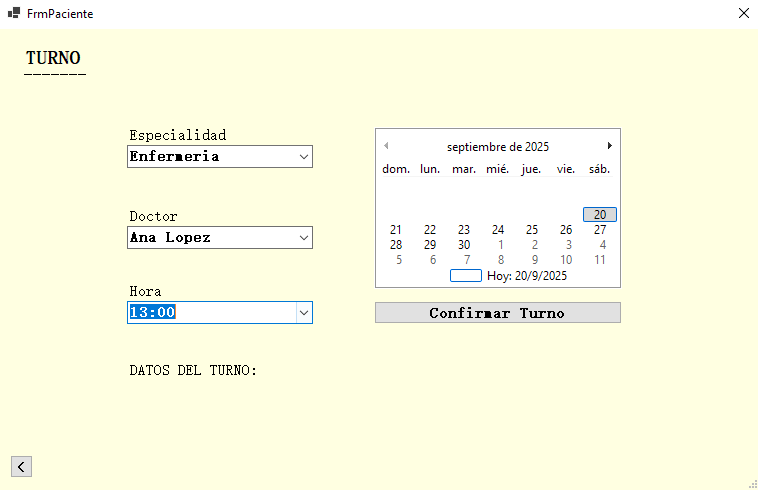 FrmPaciente
TURNO
-------
Especialidad
Enfermeria
Doctor
Ana Lopez
Hora
13:00
DATOS DEL TURNO:
septiembre de 2025
dom. lun. mar. mié. jue. vie. sáb.
20
21 22 23 24 25 26 27
28 29 30 1 2 3 4
5 6 7 8 9 10 11
Hoy: 20/9/2025
Confirmar Turno
<